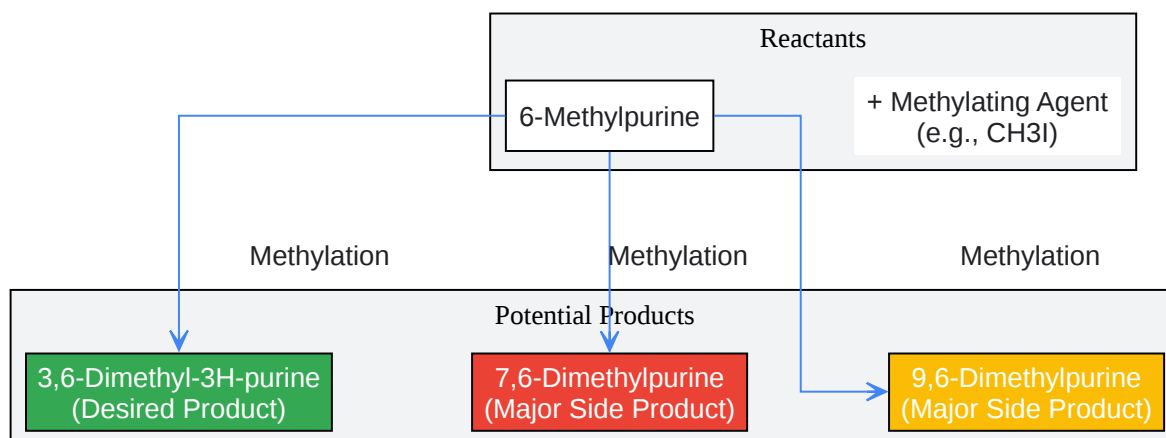 Reactants
6-Methylpurine
+ Methylating Agent
(e.g., CH3I)
Methylation
Methylation
Methylation
Potential Products
3,6-Dimethyl-3H-purine
(Desired Product)
7,6-Dimethylpurine
(Major Side Product)
9,6-Dimethylpurine
(Major Side Product)